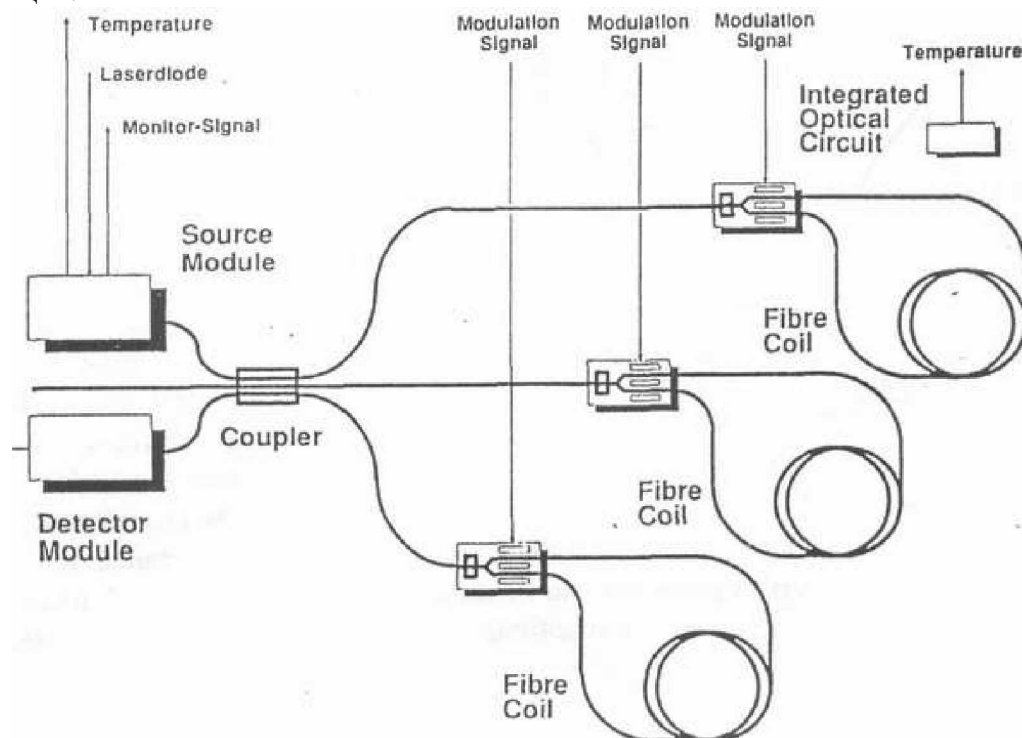 Temperature
Laserdiode
Monitor-Signal
Modulation
Signal
Modulation
Signal
Modulation
Signal
Temperature
Integrated
Optical
Circuit
Source
Module
Fibre
Coil
Coupler
Fibre
Coil
Detector
Module
Fibre
Coil